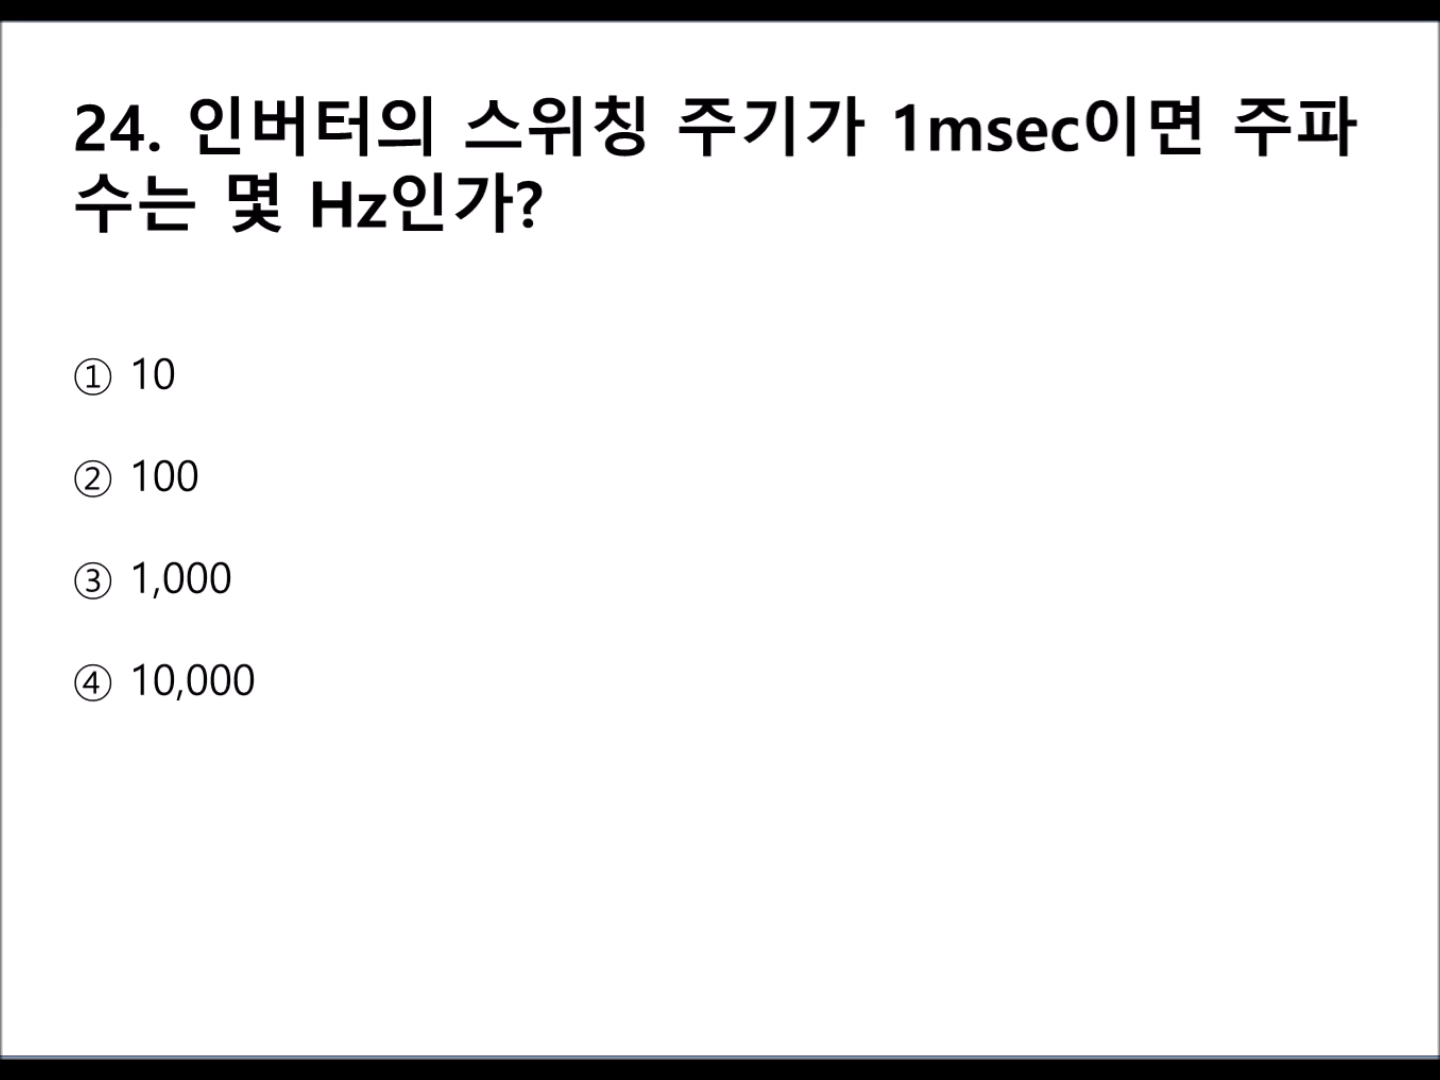 24. 인버터의 스위칭 주기가 1msec이면 주파
수는 몇 Hz인가?
① 10
② 100
③ 1,000
④ 10,000